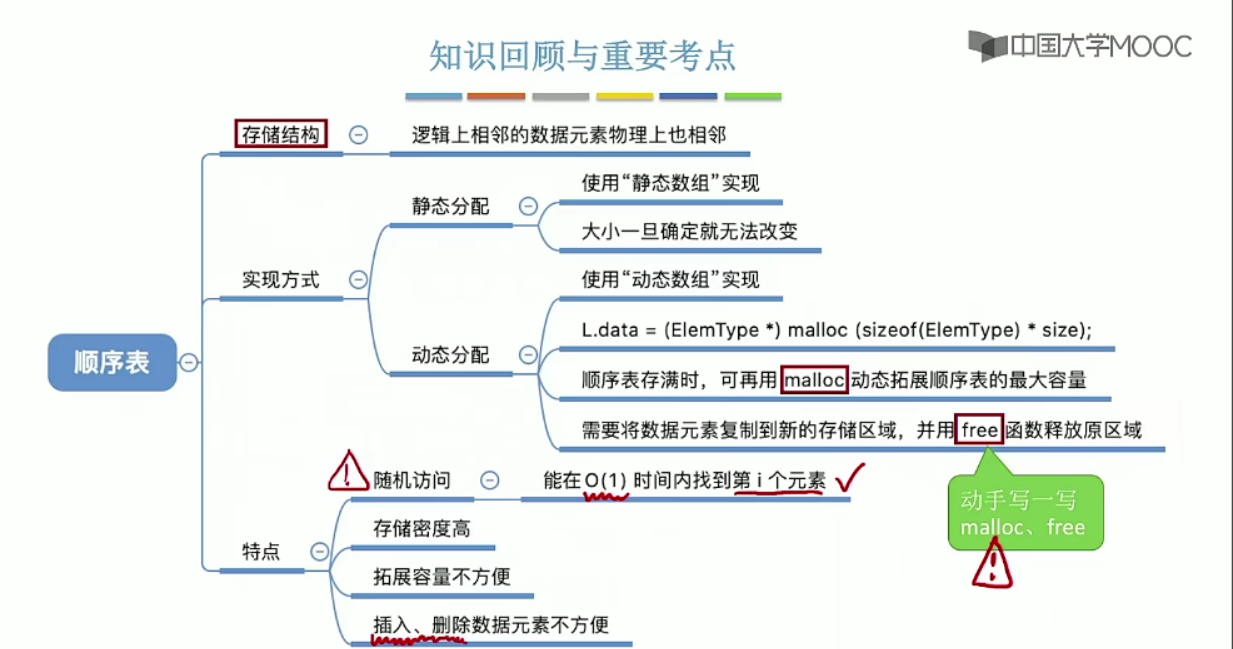 知识回顾与重要考点
中国大学MOOC
存储结构
逻辑上相邻的数据元素物理上也相邻
静态分配
使用“静态数组”实现
大小一旦确定就无法改变
实现方式
使用“动态数组”实现
L.data = (ElemType *) malloc (sizeof(ElemType) * size);
动态分配
顺序表
顺序表存满时，可再用 malloc 动态拓展顺序表的最大容量
需要将数据元素复制到新的存储区域，并用 free 函数释放原区域
动手写一写
malloc、free
随机访问
能在 O(1) 时间内找到第 i 个元素
存储密度高
特点
拓展容量不方便
插入、删除数据元素不方便